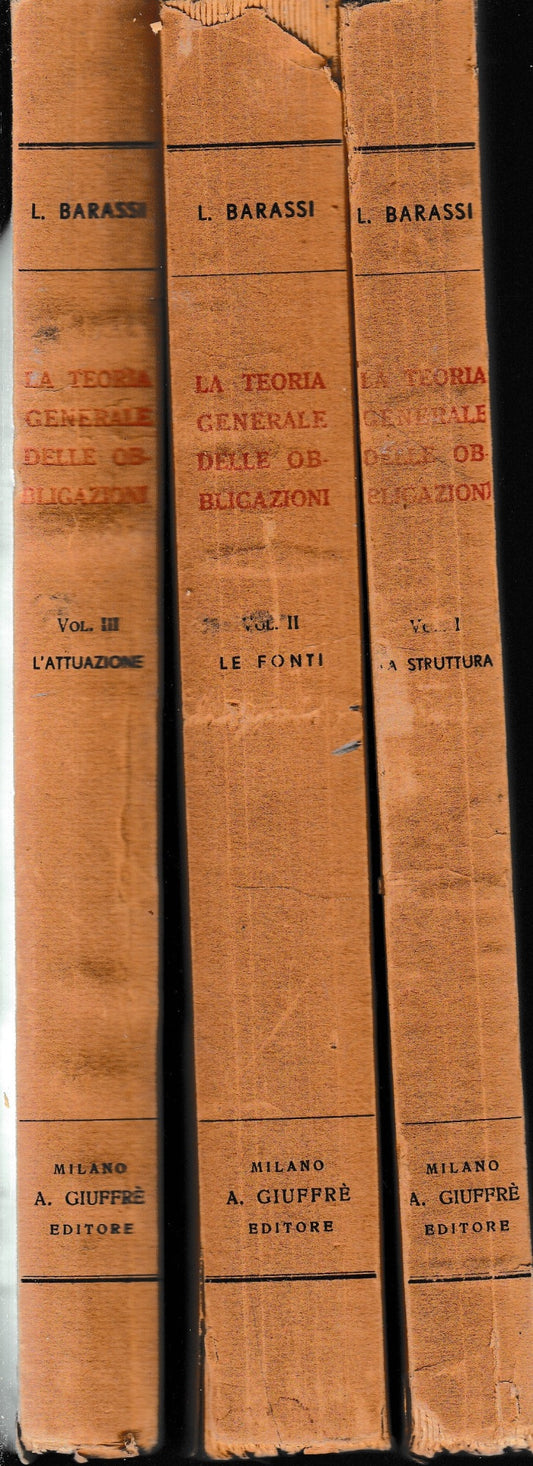 L. BARASSI
LA TEORIA
GENERALE
DELLE OB-
BLIGAZIONI
VOL. III
L'ATTUAZIONE
MILANO
A. GIUFFRÈ
EDITORE
L. BARASSI
LA TEORIA
GENERALE
DELLE OB-
BLIGAZIONI
VOL. II
LE FONTI
MILANO
A. GIUFFRÈ
EDITORE
L. BARASSI
LA TEORIA
GENERALE
DELLE OB-
BLIGAZIONI
VOL. I
LA STRUTTURA
MILANO
A. GIUFFRÈ
EDITORE